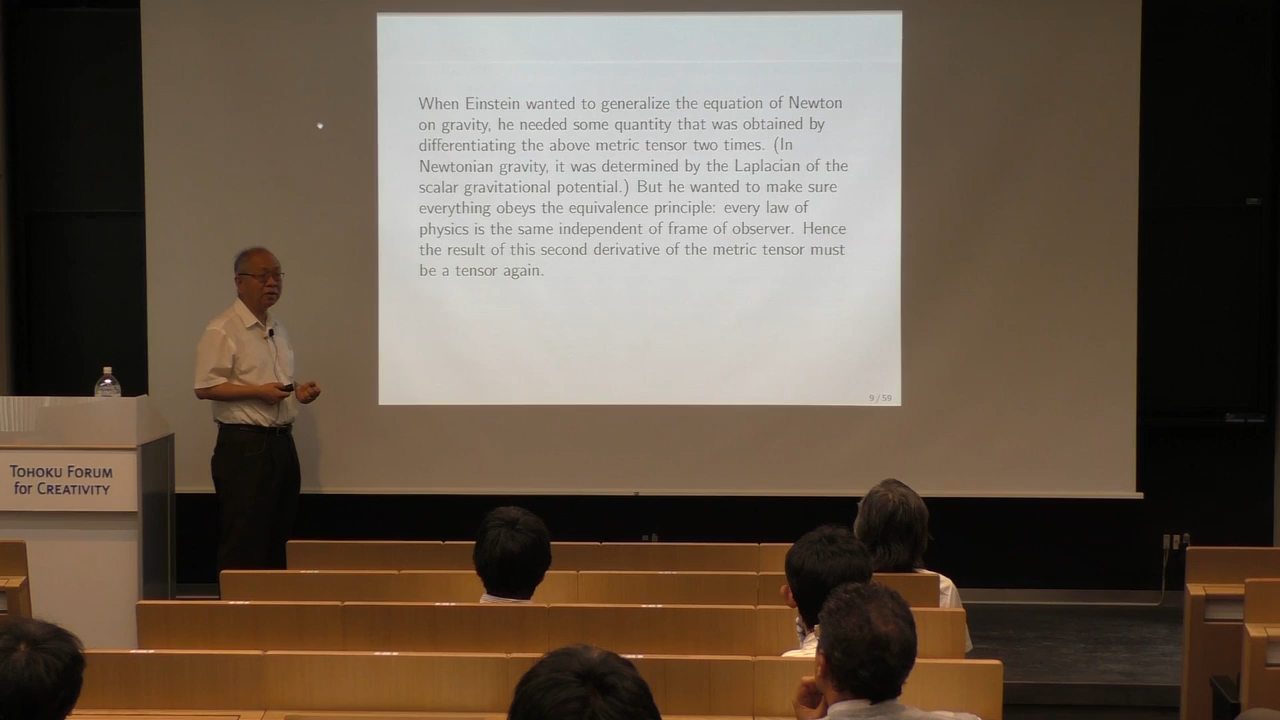 When Einstein wanted to generalize the equation of Newton
on gravity, he needed some quantity that was obtained by
differentiating the above metric tensor two times. (In
Newtonian gravity, it was determined by the Laplacian of the
scalar gravitational potential.) But he wanted to make sure
everything obeys the equivalence principle: every law of
physics is the same independent of frame of observer. Hence
the result of this second derivative of the metric tensor must
be a tensor again.
9 / 59
TOHOKU FORUM
for CREATIVITY